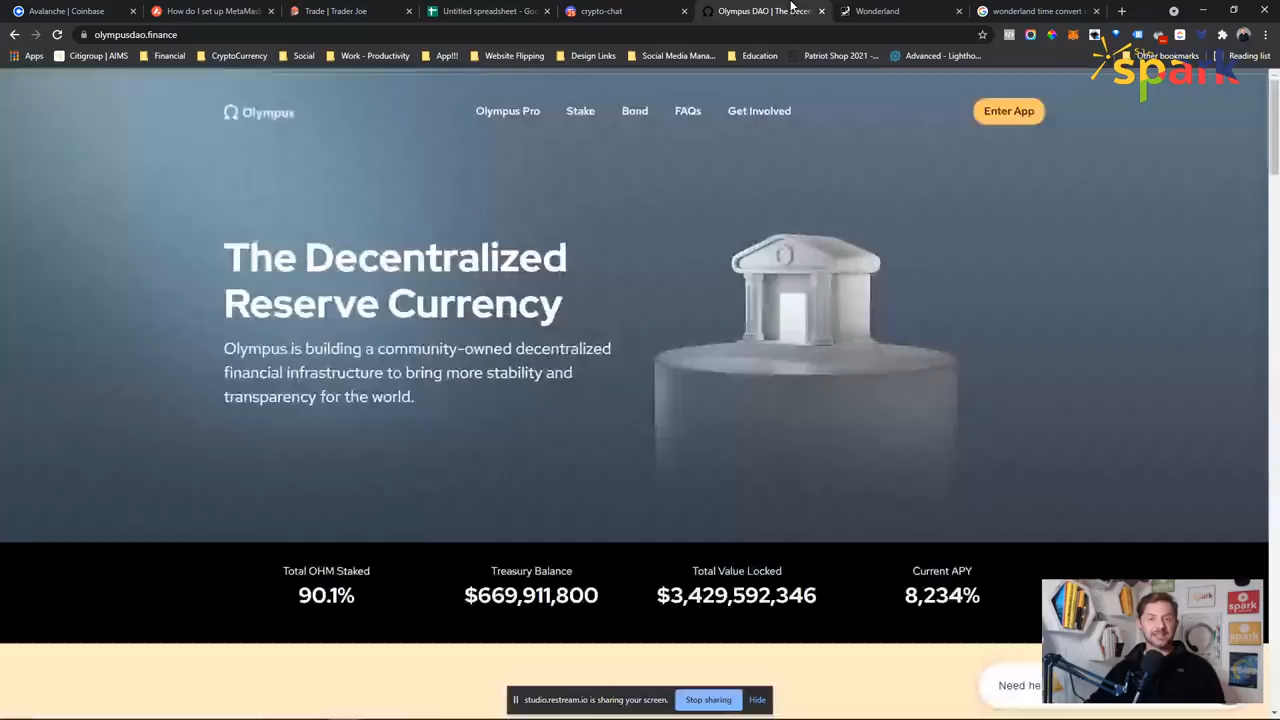 Avalanche | Coinbase
How do I set up MetaMask
Trade | Trader Joe
Untitled spreadsheet - Goo
crypto-chat
Olympus DAO | The Decen
Wonderland
wonderland time convert
olympusdao.finance
Apps
Citigroup | AIMS
Financial
CryptoCurrency
Social
Work - Productivity
App!!!
Website Flipping
Design Links
Social Media Mana...
Education
Patriot Shop 2021 -...
Advanced - Lightho...
Other bookmarks
Reading list
spark
Olympus
Olympus Pro
Stake
Bond
FAQs
Get Involved
Enter App
The Decentralized
Reserve Currency
Olympus is building a community-owned decentralized
financial infrastructure to bring more stability and
transparency for the world.
Total OHM Staked
90.1%
Treasury Balance
$669,911,800
Total Value Locked
$3,429,592,346
Current APY
8,234%
Need he
studio.restream.io is sharing your screen.
Stop sharing
Hide
spark
spark